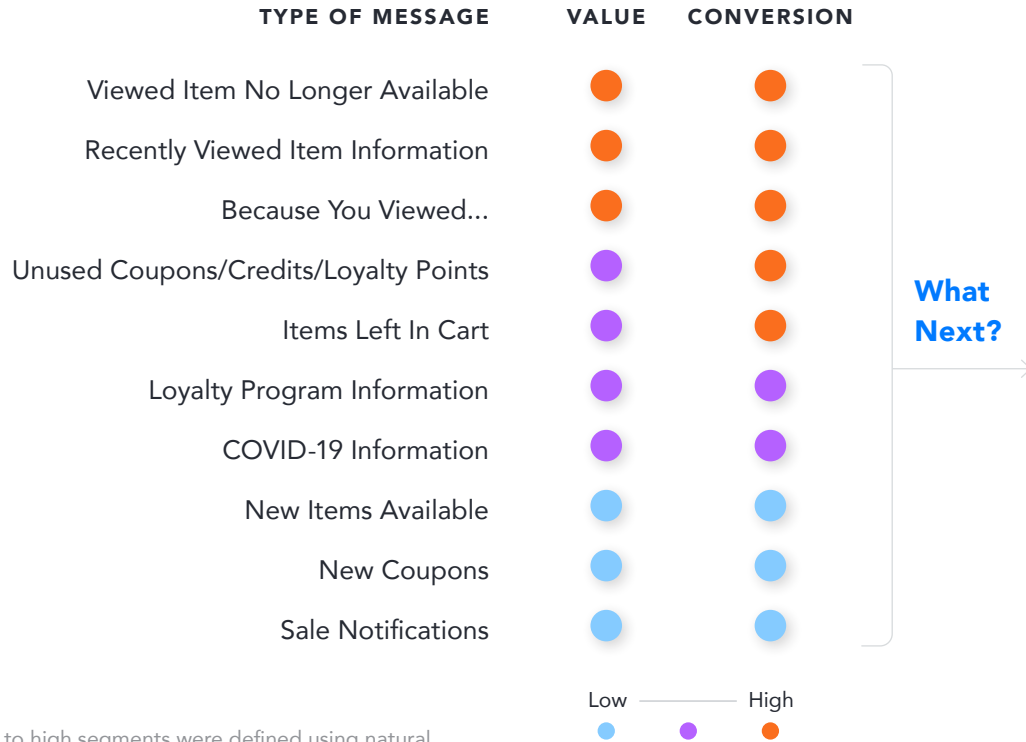 TYPE OF MESSAGE VALUE CONVERSION
Viewed Item No Longer Available
Recently Viewed Item Information
Because You Viewed...
Unused Coupons/Credits/Loyalty Points
Items Left In Cart
Loyalty Program Information
COVID-19 Information
New Items Available
New Coupons
Sale Notifications
What
Next?
Low High
to high segments were defined using natural